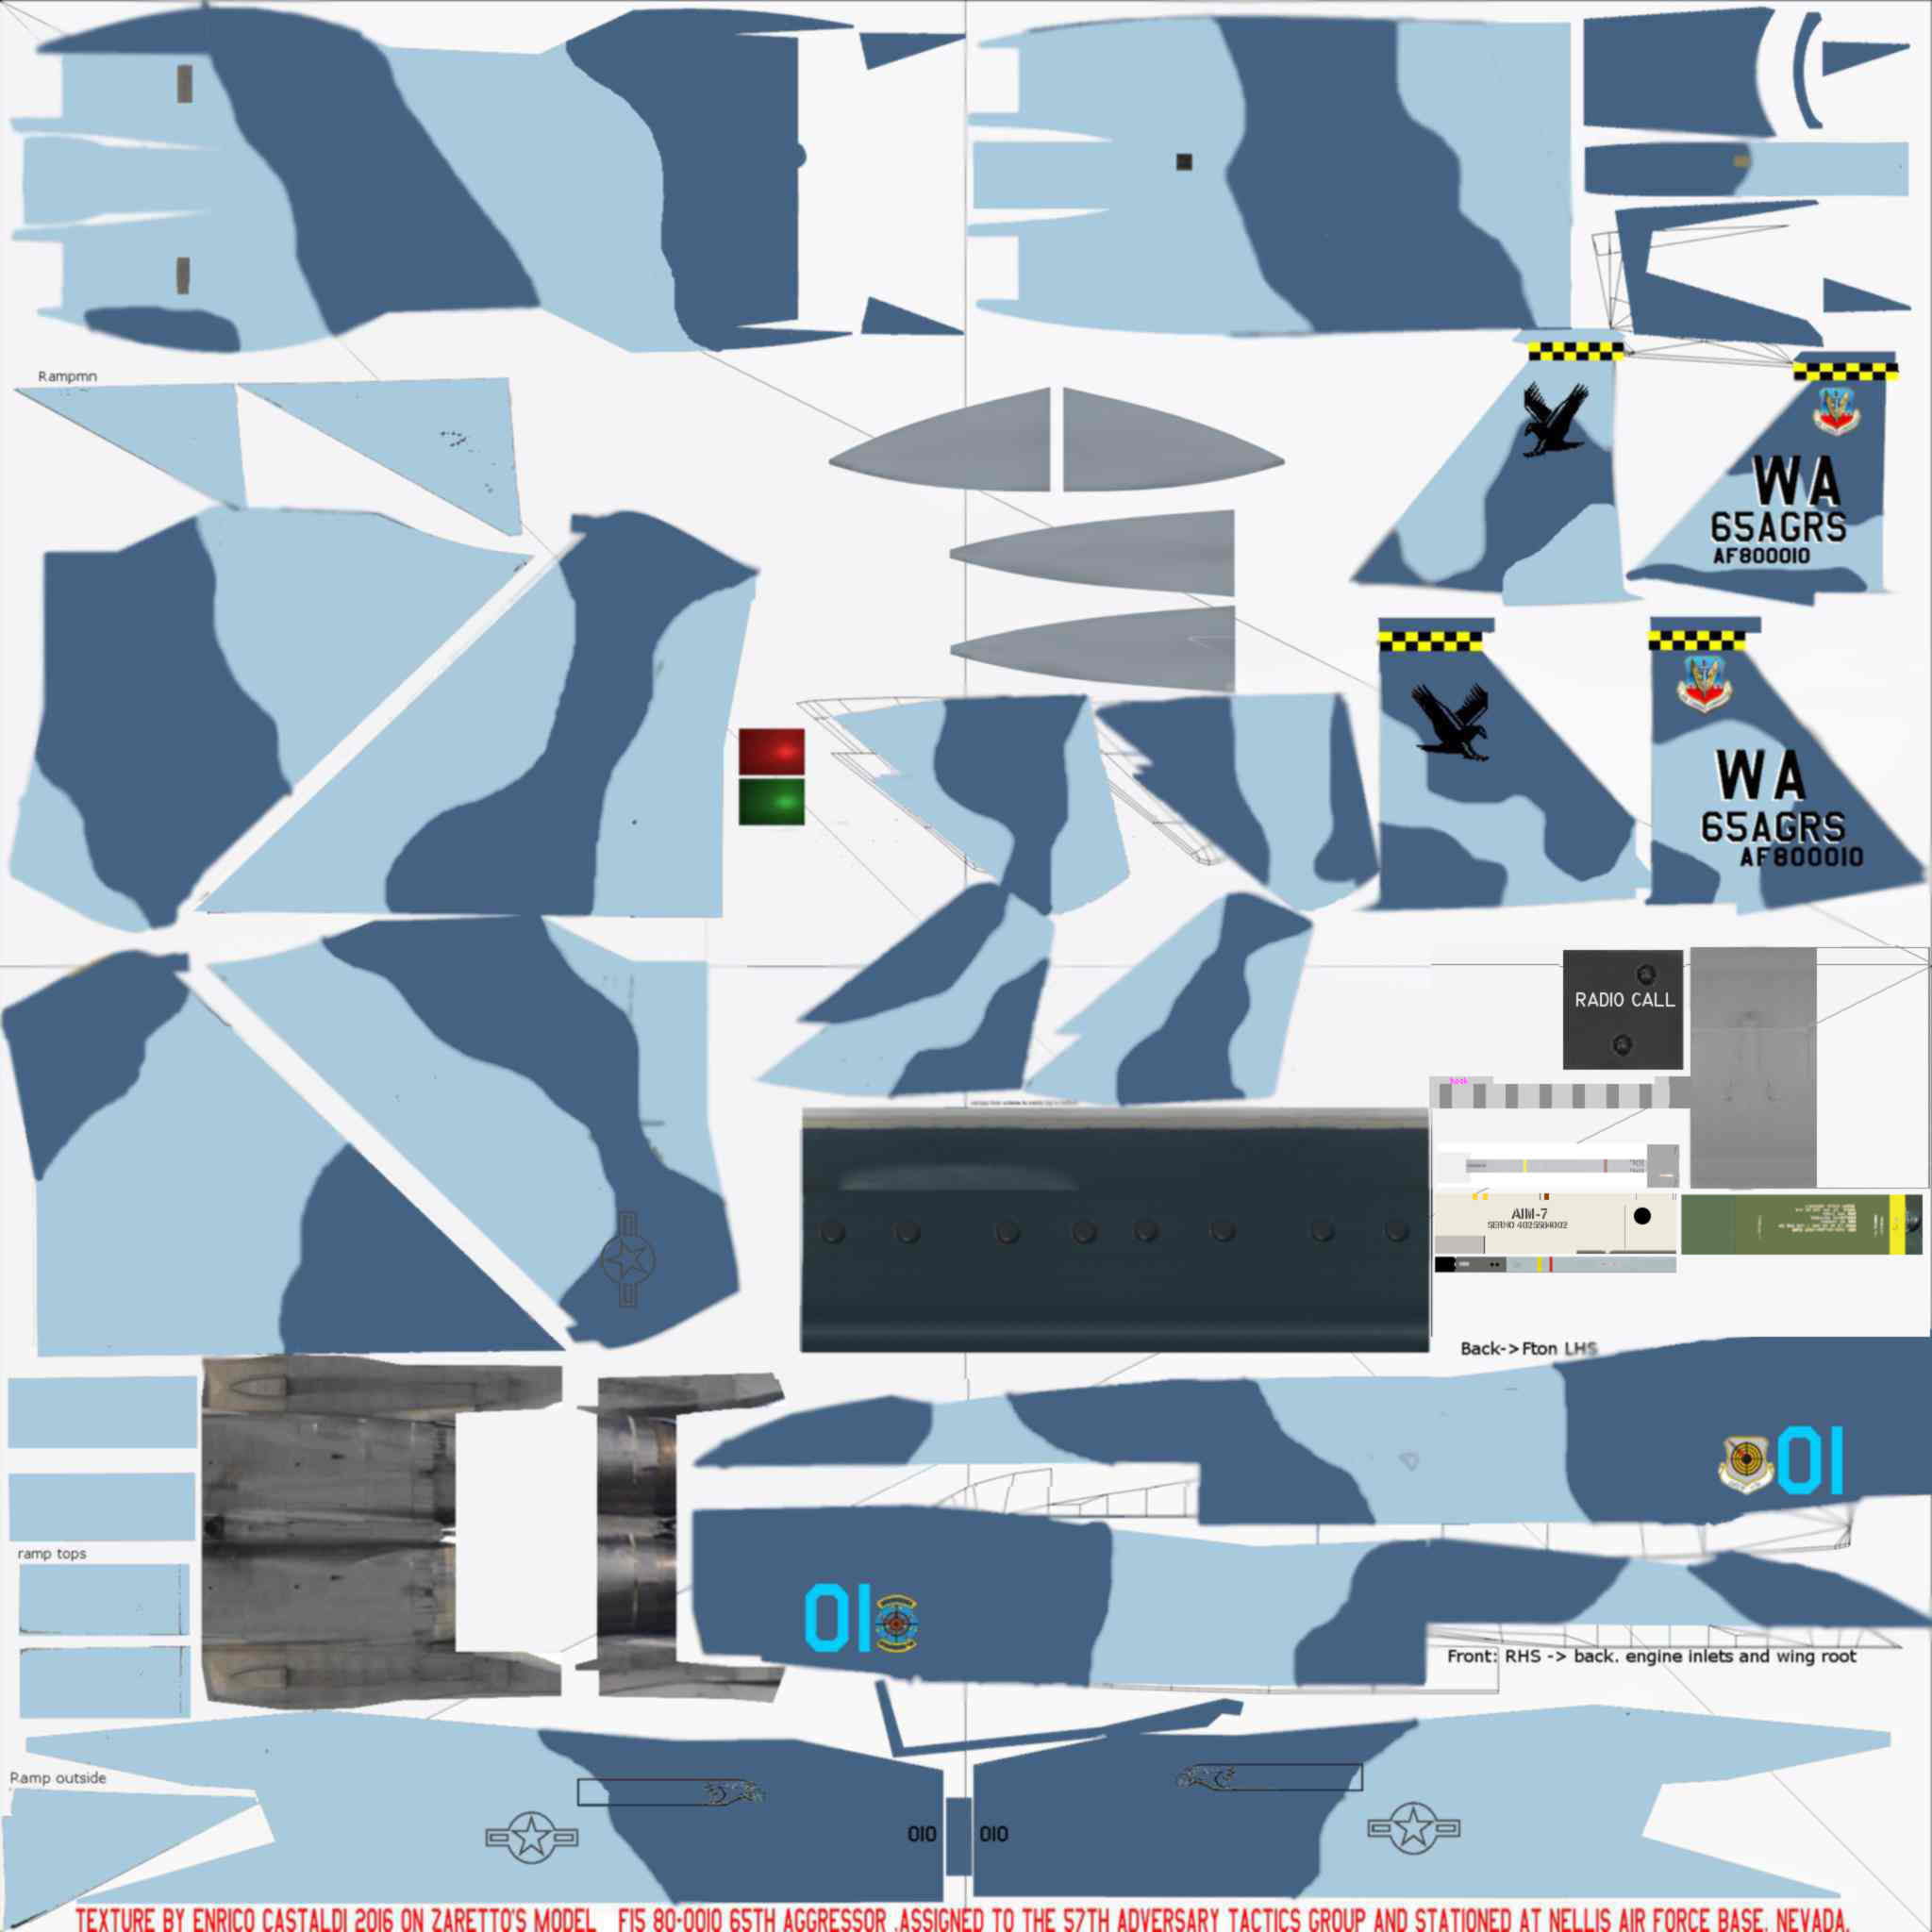 Rampmn
WA
65AGRS
AF800010
WA
65AGRS
AF800010
RADIO CALL
hook
AIM-7
Back->Fton LHS
01
ramp tops
01
Front: RHS -> back. engine inlets and wing root
Ramp outside
010
010
TEXTURE BY ENRICO CASTALDI 2016 ON ZARETTO'S MODEL F15 80-0010 65TH AGGRESSOR .ASSIGNED TO THE 57TH ADVERSARY TACTICS GROUP AND STATIONED AT NELLIS AIR FORCE BASE, NEVADA.